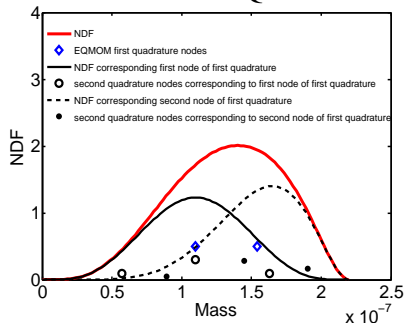 4
3
2
1
0
NDF
NDF
EQMOM first quadrature nodes
NDF corresponding first node of first quadrature
second quadrature nodes corresponding to first node of first quadrature
NDF corresponding second node of first quadrature
second quadrature nodes corresponding to second node of first quadrature
0 0.5 1 1.5 2 2.5
Mass
x 10⁻⁷